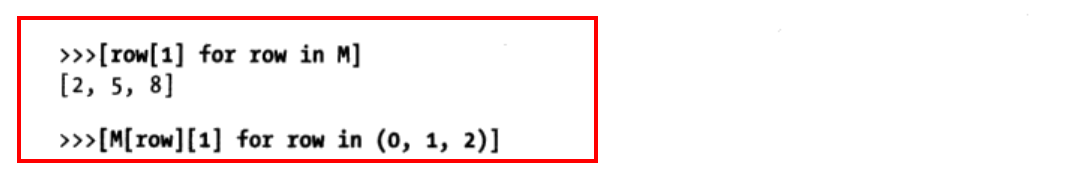 >>>[row[1] for row in M]
[2, 5, 8]
>>>[M[row][1] for row in (0, 1, 2)]